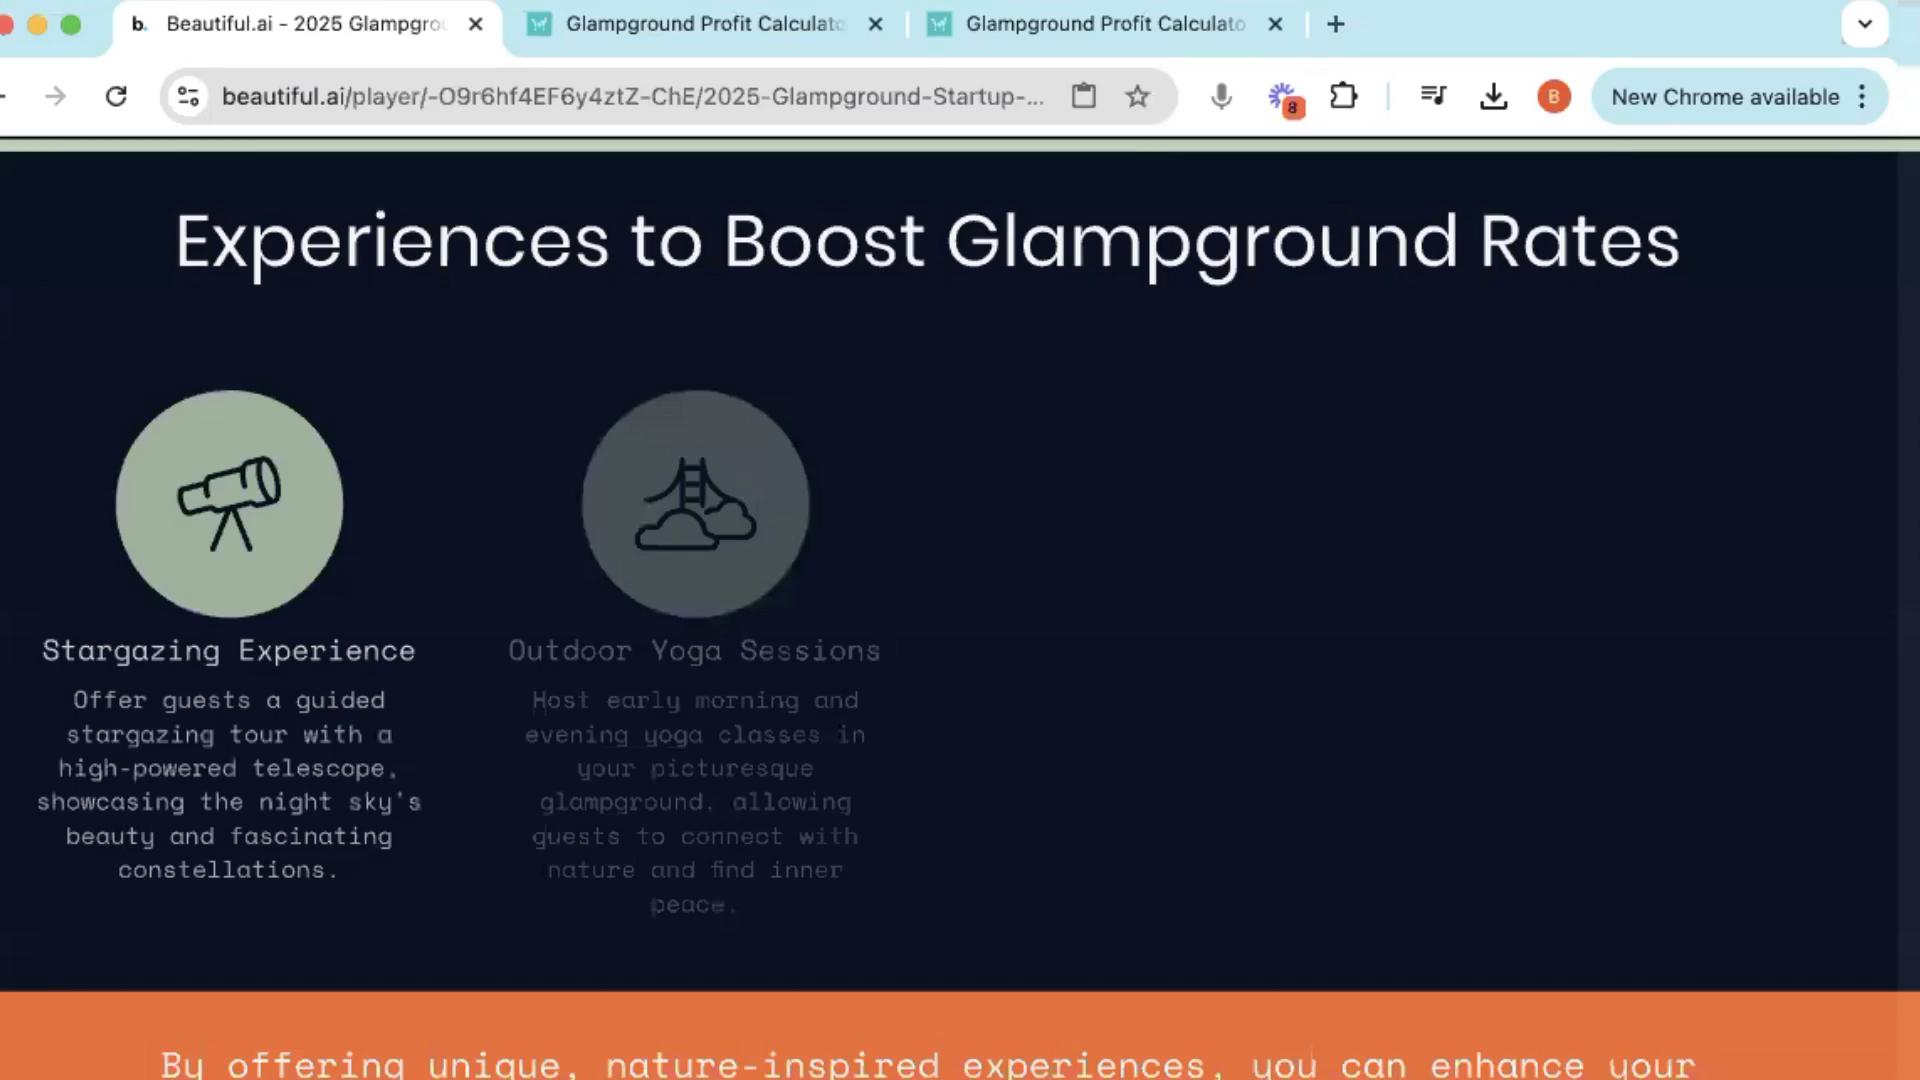 b. Beautiful.ai - 2025 Glampgro
Glampground Profit Calculato
Glampground Profit Calculato
beautiful.ai/player/-O9r6hf4EF6y4ztZ-ChE/2025-Glampground-Startup-...
8
B
New Chrome available
Experiences to Boost Glampground Rates
Stargazing Experience
Offer guests a guided
stargazing tour with a
high-powered telescope,
showcasing the night sky's
beauty and fascinating
constellations.
Outdoor Yoga Sessions
Host early morning and
evening yoga classes in
your picturesque
glampground, allowing
guests to connect with
nature and find inner
peace.
By offering unique, nature-inspired experiences, you can enhance your